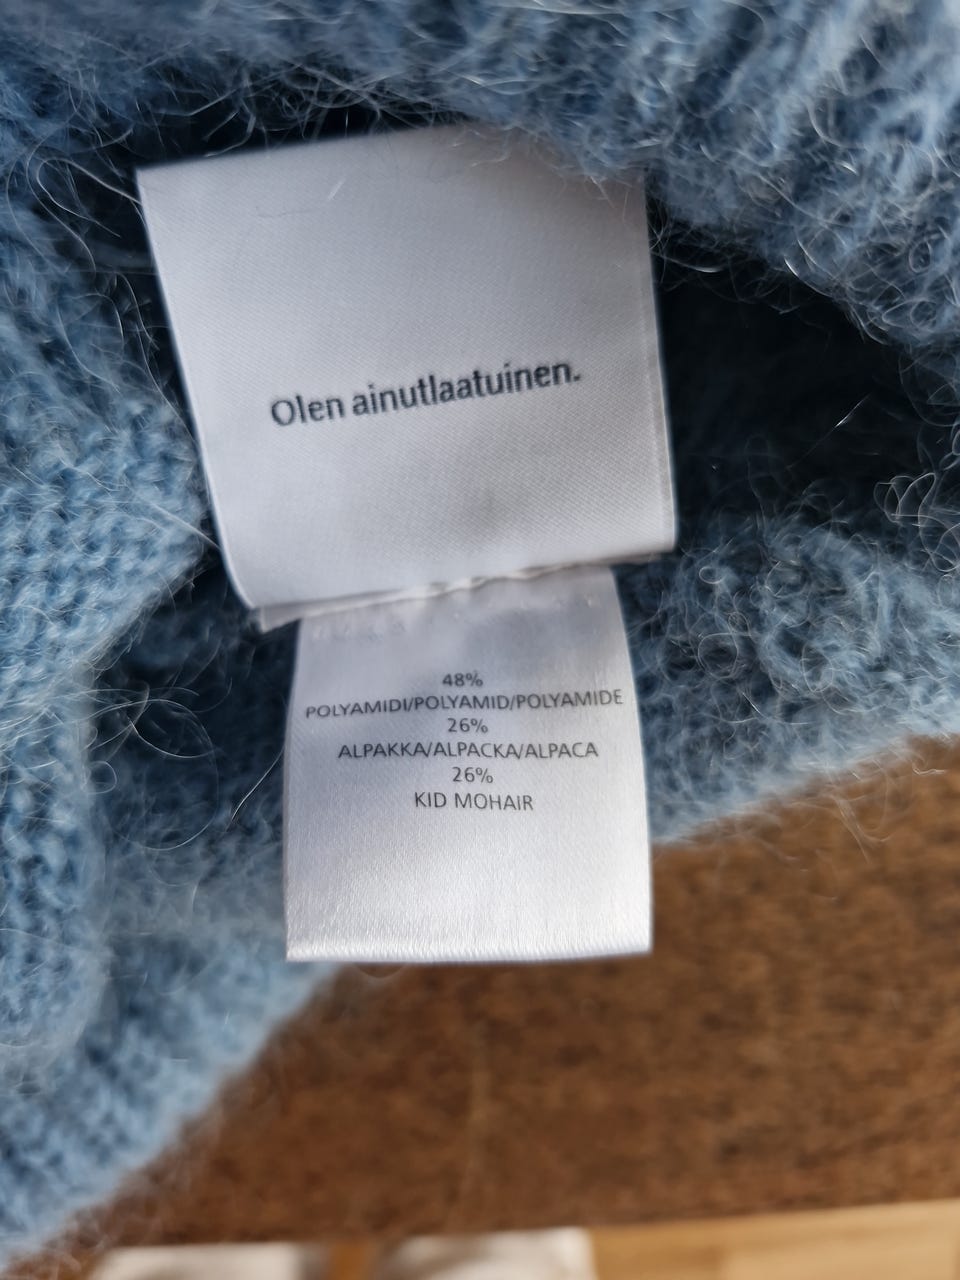 Olen ainutlaatuinen.
48%
POLYAMIDI/POLYAMID/POLYAMIDE
26%
ALPAKKA/ALPACKA/ALPACA
26%
KID MOHAIR